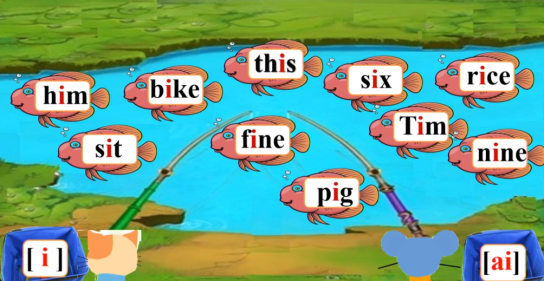 this
him
bike
six
rice
sit
fine
Tim
nine
pig
[ i ]
[ai]